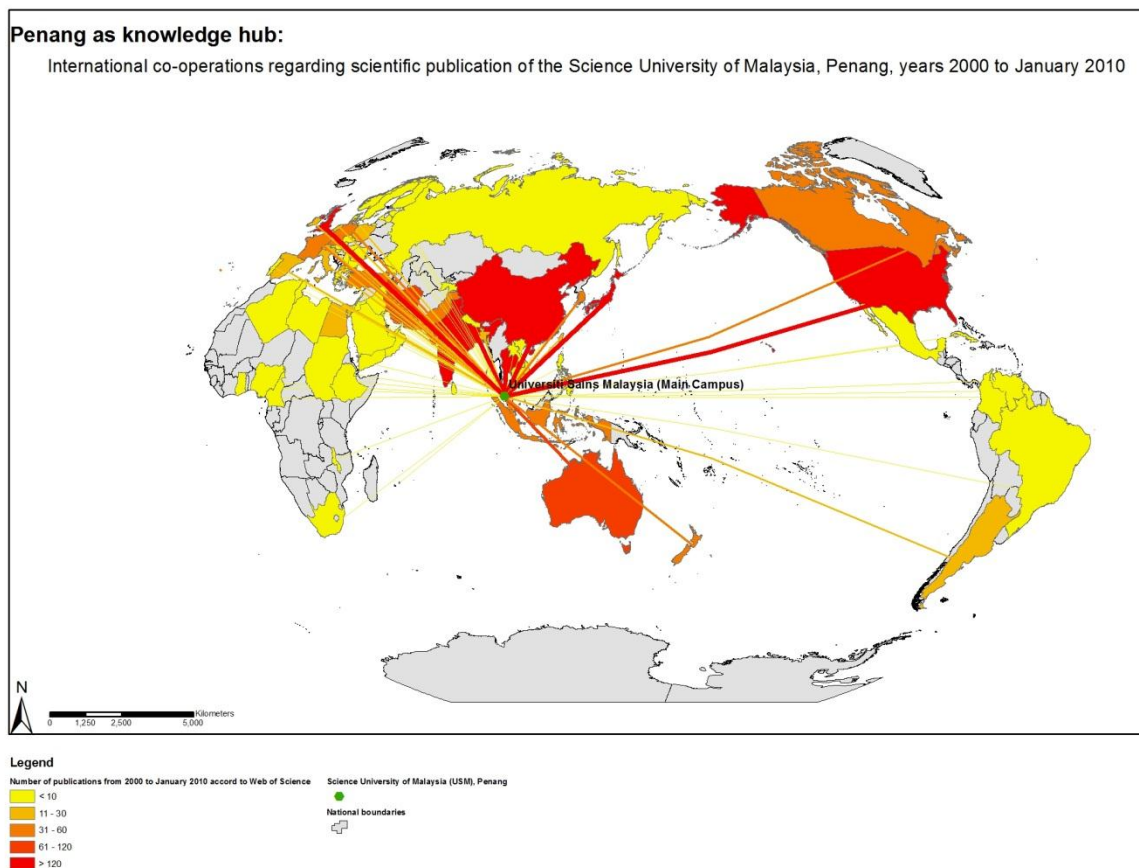 Penang as knowledge hub:
International co-operations regarding scientific publication of the Science University of Malaysia, Penang, years 2000 to January 2010
Universiti Sains Malaysia (Main Campus)
N
Kilometers
0 1,250 2,500 5,000
Legend
Number of publications from 2000 to January 2010 accord to Web of Science
< 10
11 - 30
31 - 60
61 - 120
> 120
Science University of Malaysia (USM), Penang
National boundaries